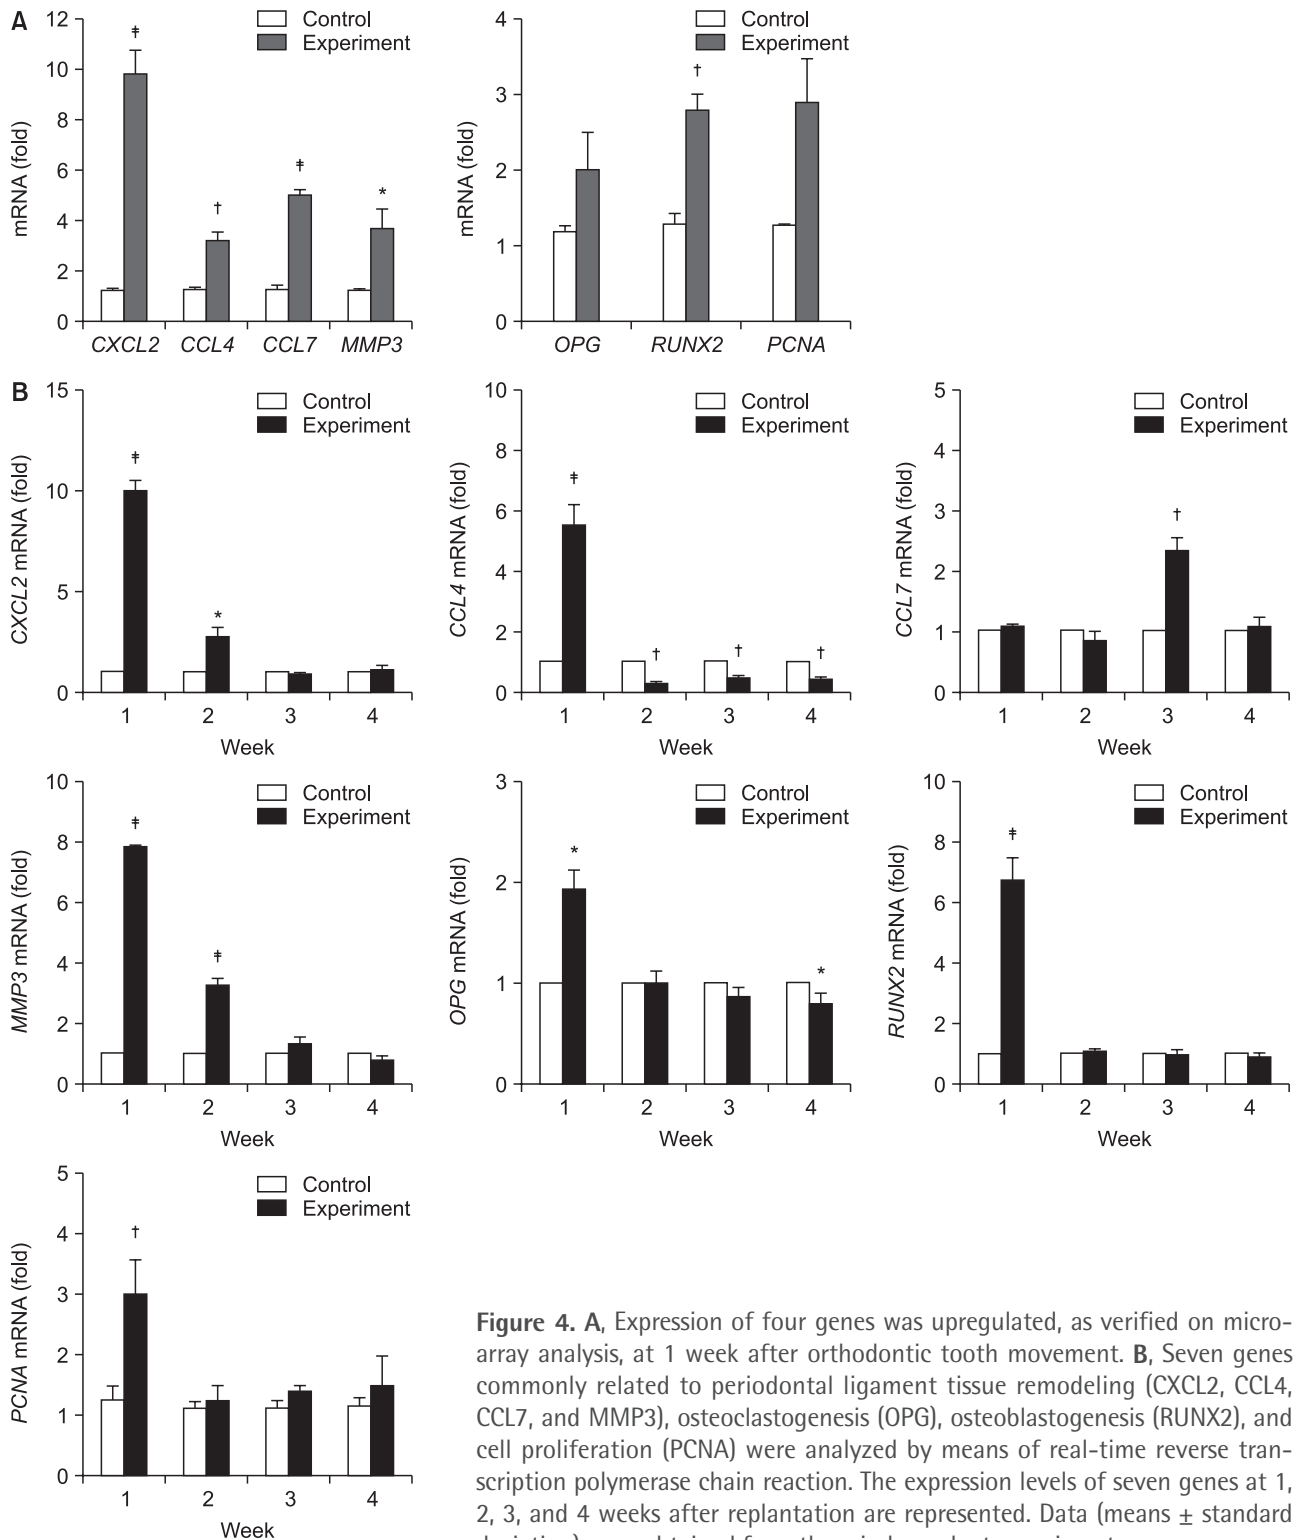 A
12
10
8
6
4
2
0
mRNA (fold)
Control
Experiment
‡
†
‡
*
CXCL2 CCL4 CCL7 MMP3
4
3
2
1
0
mRNA (fold)
Control
Experiment
†
OPG RUNX2 PCNA
B
15
10
5
0
CXCL2 mRNA (fold)
Control
Experiment
‡
*
1 2 3 4
Week
10
8
6
4
2
0
CCL4 mRNA (fold)
Control
Experiment
‡
† † †
1 2 3 4
Week
5
4
3
2
1
0
CCL7 mRNA (fold)
Control
Experiment
†
1 2 3 4
Week
10
8
6
4
2
0
MMP3 mRNA (fold)
Control
Experiment
‡
‡
1 2 3 4
Week
3
2
1
0
OPG mRNA (fold)
Control
Experiment
*
*
1 2 3 4
Week
10
8
6
4
2
0
RUNX2 mRNA (fold)
Control
Experiment
‡
1 2 3 4
Week
5
4
3
2
1
0
PCNA mRNA (fold)
Control
Experiment
†
1 2 3 4
Week
Figure 4. A, Expression of four genes was upregulated, as verified on micro-
array analysis, at 1 week after orthodontic tooth movement. B, Seven genes
commonly related to periodontal ligament tissue remodeling (CXCL2, CCL4,
CCL7, and MMP3), osteoclastogenesis (OPG), osteoblastogenesis (RUNX2), and
cell proliferation (PCNA) were analyzed by means of real-time reverse tran-
scription polymerase chain reaction. The expression levels of seven genes at 1,
2, 3, and 4 weeks after replantation are represented. Data (means ± standard